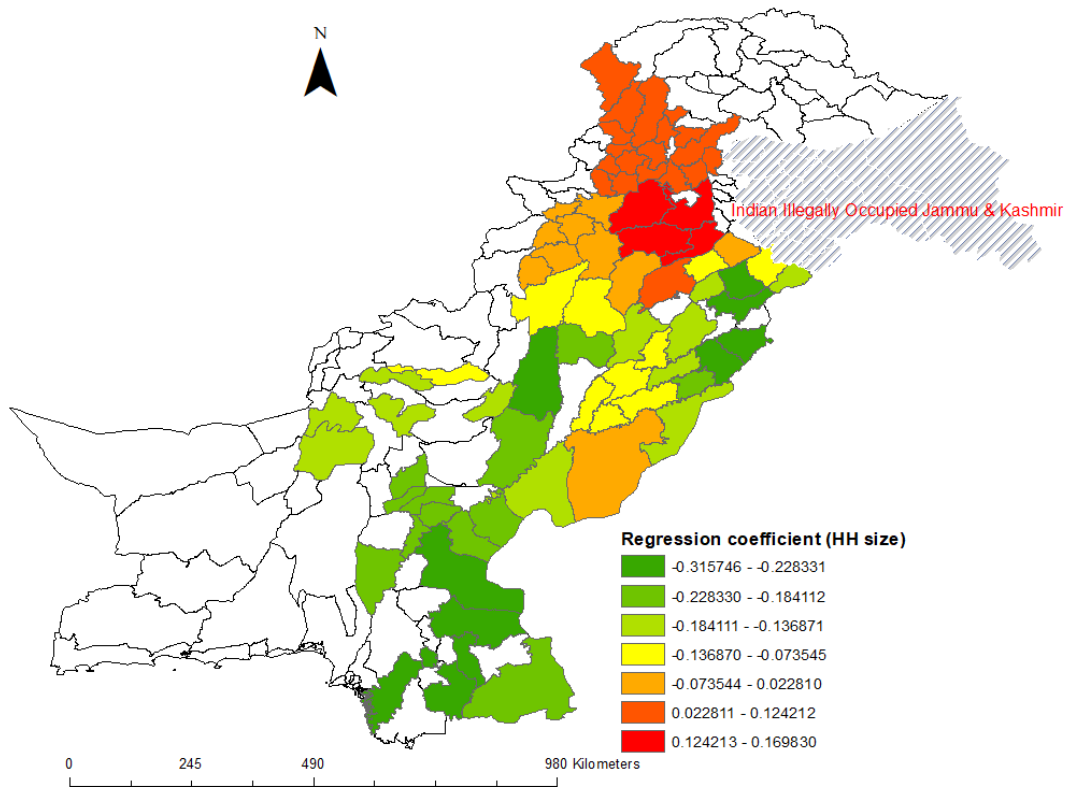 N
Indian Illegally Occupied Jammu & Kashmir
Regression coefficient (HH size)
-0.315746 - -0.228331
-0.228330 - -0.184112
-0.184111 - -0.136871
-0.136870 - -0.073545
-0.073544 - 0.022810
0.022811 - 0.124212
0.124213 - 0.169830
0 245 490 980 Kilometers